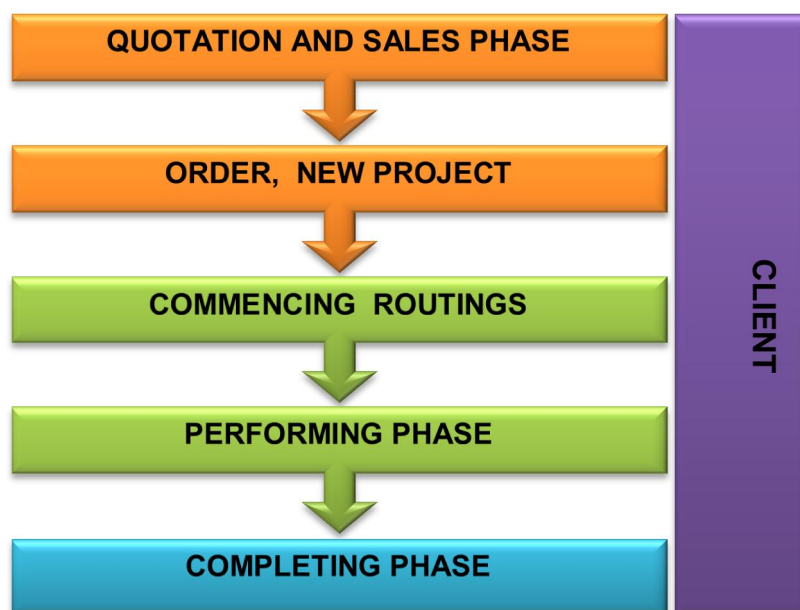 QUOTATION AND SALES PHASE
ORDER, NEW PROJECT
COMMENCING ROUTINGS
PERFORMING PHASE
COMPLETING PHASE
CLIENT